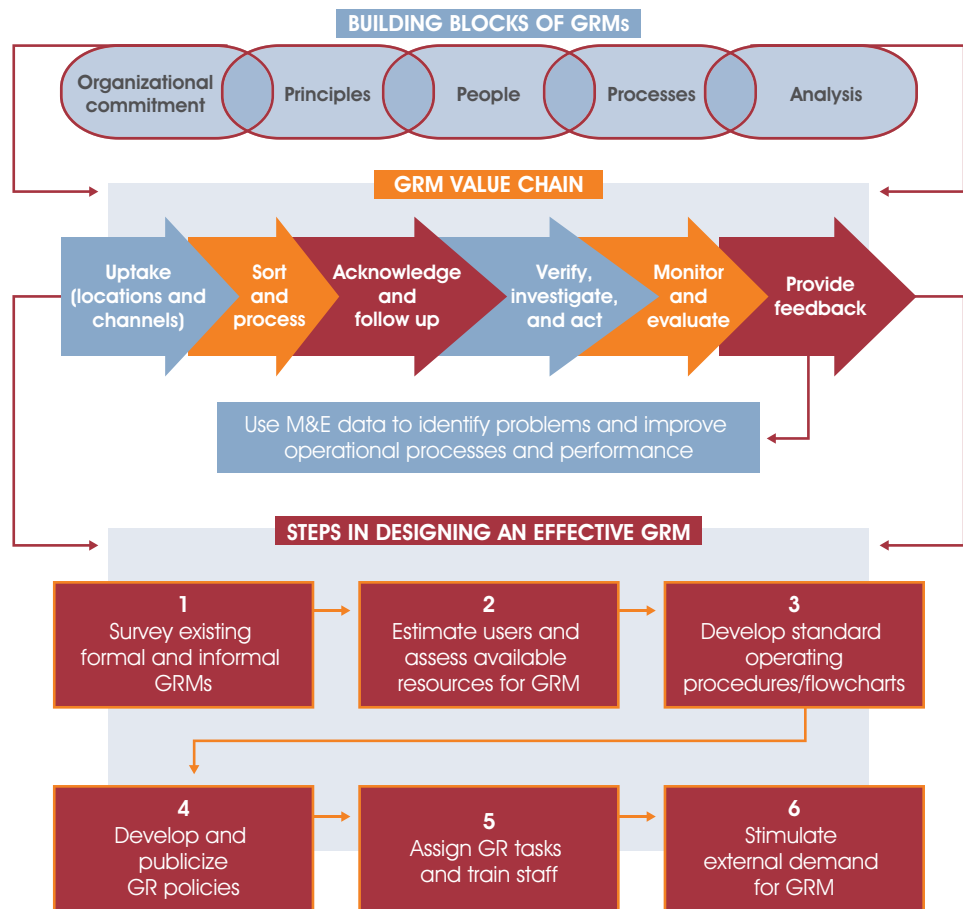 BUILDING BLOCKS OF GRMs
Organizational
commitment
Principles
People
Processes
Analysis
GRM VALUE CHAIN
Uptake
(locations and
channels)
Sort
and
process
Acknowledge
and
follow up
Verify,
investigate,
and act
Monitor
and
evaluate
Provide
feedback
Use M&E data to identify problems and improve
operational processes and performance
STEPS IN DESIGNING AN EFFECTIVE GRM
1
Survey existing
formal and informal
GRMs
2
Estimate users and
assess available
resources for GRM
3
Develop standard
operating
procedures/flowcharts
4
Develop and
publicize
GR policies
5
Assign GR tasks
and train staff
6
Stimulate
external demand
for GRM